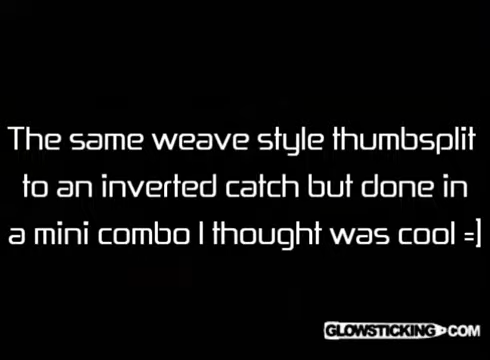 The same weave style thumbsplit
to an inverted catch but done in
a mini combo I thought was cool =]
GLOWSTICKING.COM